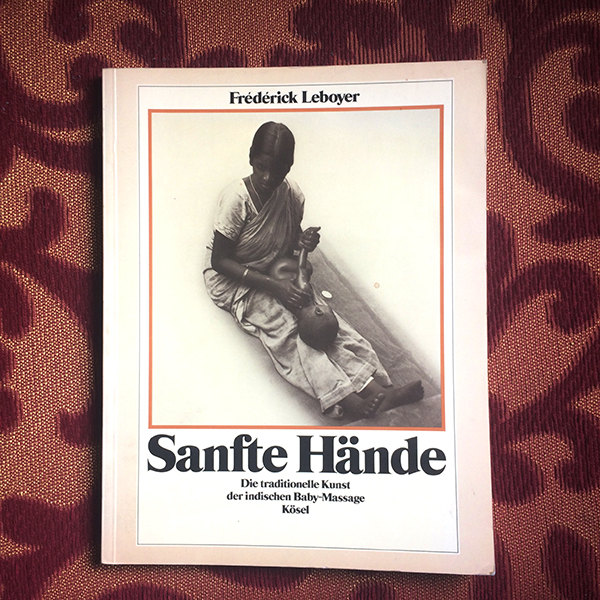 Frédérick Leboyer
Sanfte Hände
Die traditionelle Kunst
der indischen Baby-Massage
Kösel